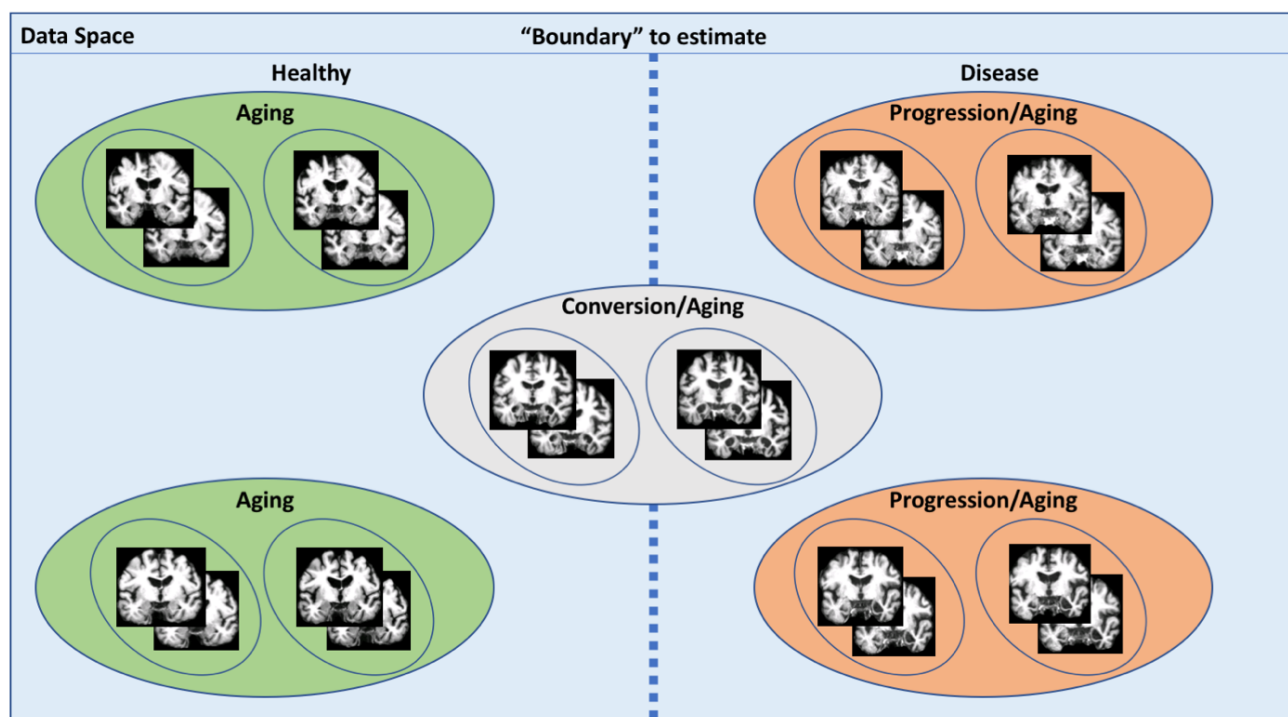 Data Space
“Boundary” to estimate
Healthy
Disease
Aging
Progression/Aging
Conversion/Aging
Aging
Progression/Aging